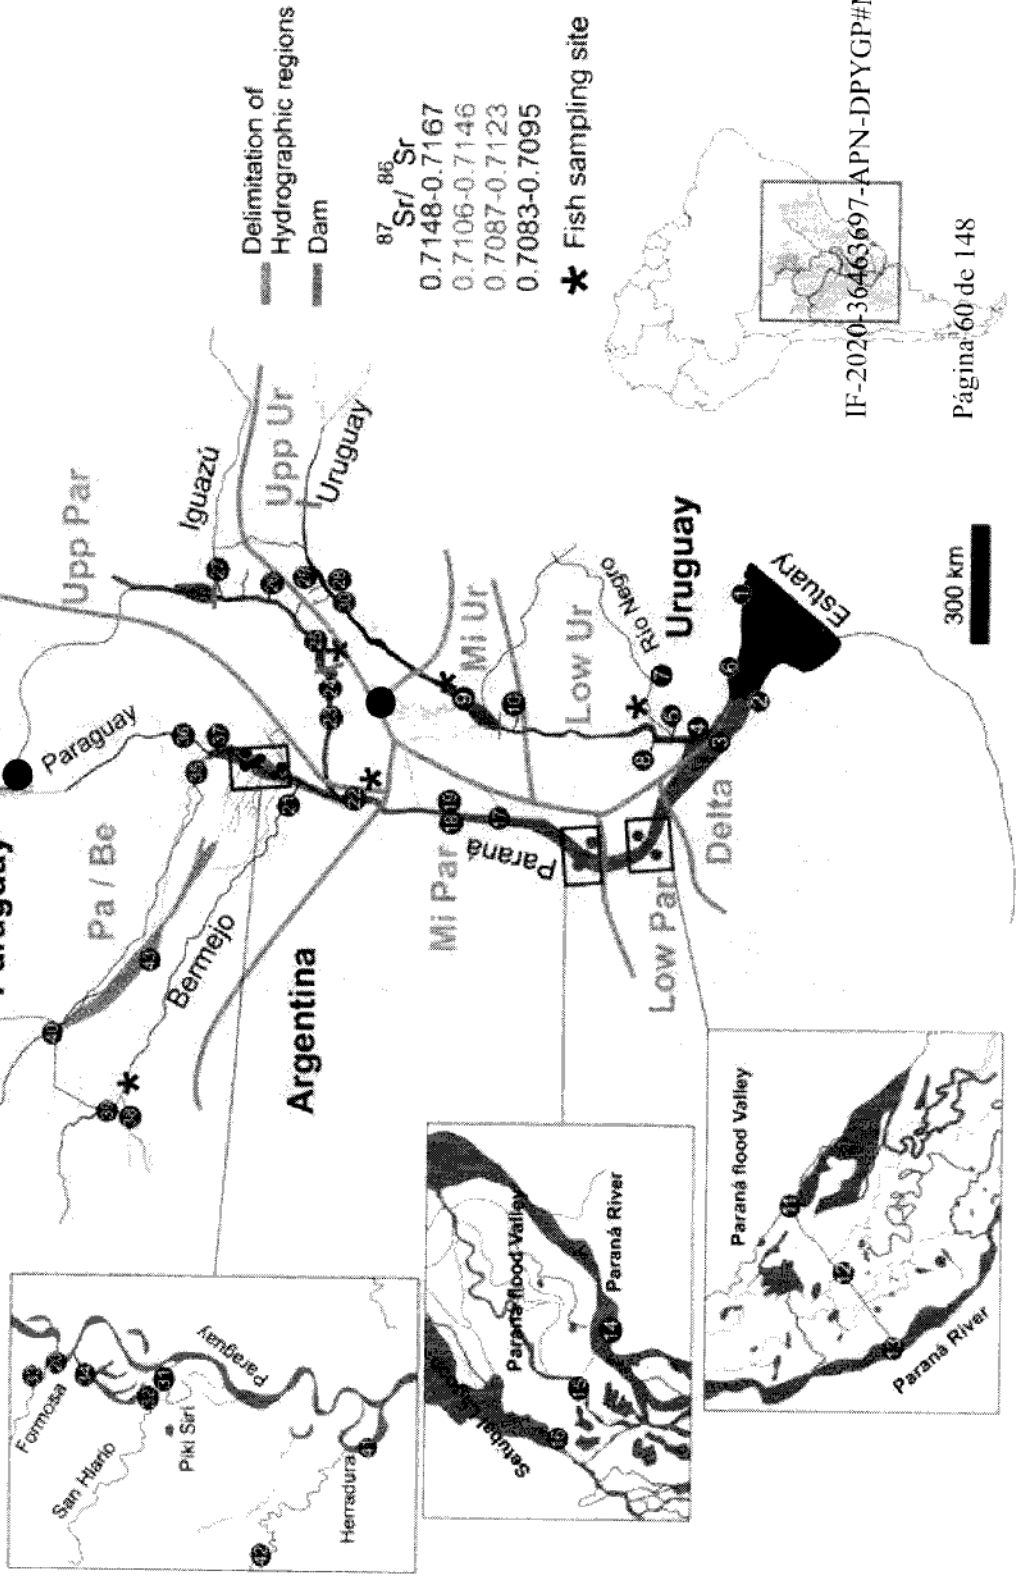 Delimitation of
Hydrographic regions
Dam
87Sr/ 86Sr
0.7148-0.7167
0.7106-0.7146
0.7087-0.7123
0.7083-0.7095
* Fish sampling site
Upp Par
Iguazú
Upp Ur
Uruguay
Paraguay
Pa / Be
Bermejo
Argentina
Mi Par
Paraná
Mi Ur
Low Ur
Río Negro
Uruguay
Low Par
Delta
Estuary
300 km
Formosa
San Hilario
Piki Siri
Paraguay
Herradura
Paraná flood Valley
Setúbal
Paraná River
Paraná flood Valley
Paraná River
IF-2020-36463697-APN-DPYGP#
Página 60 de 148